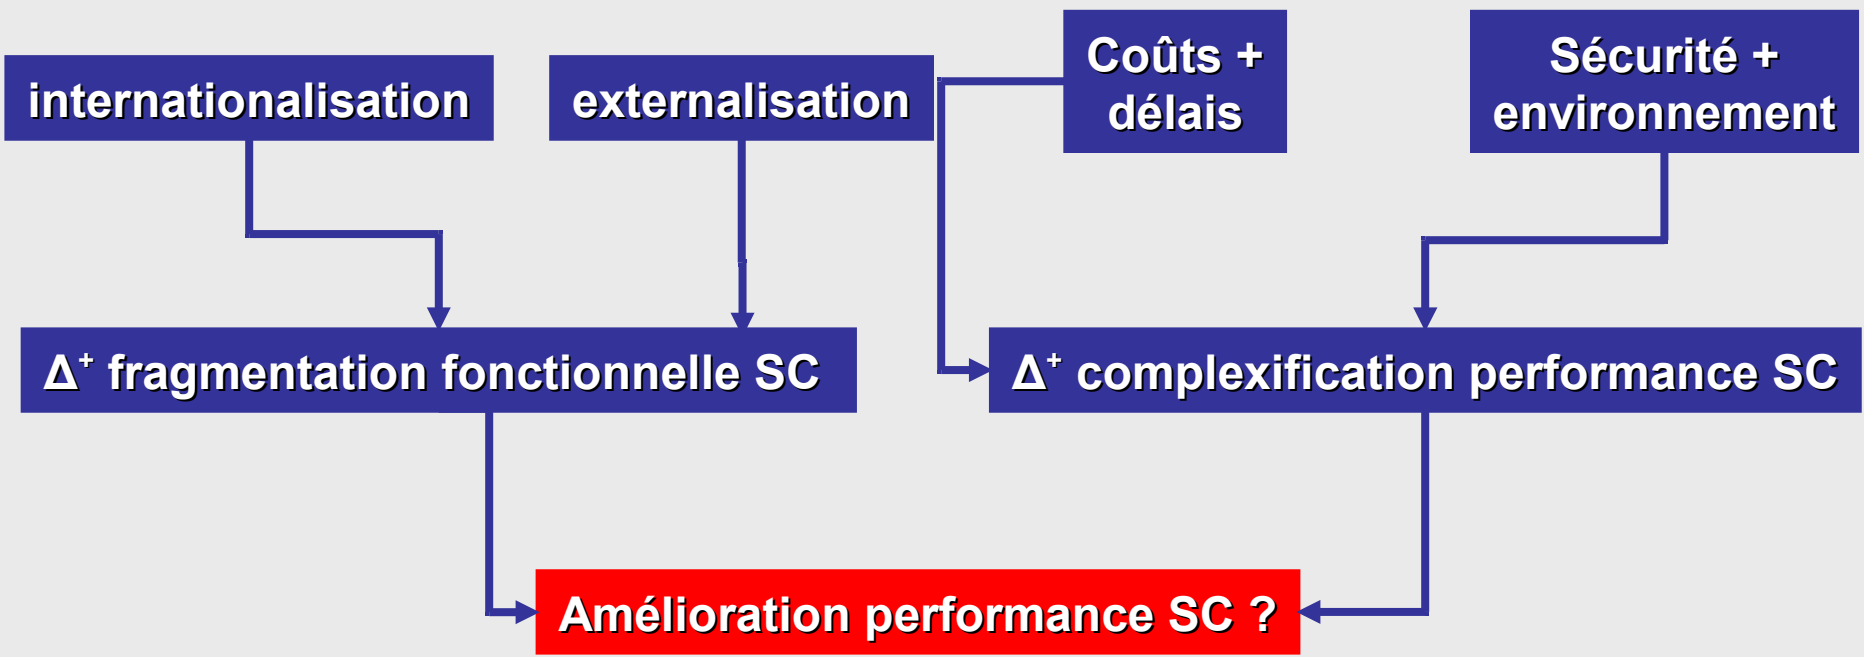 internationalisation
externalisation
Coûts +
délais
Sécurité +
environnement
Δ⁺ fragmentation fonctionnelle SC
Δ⁺ complexification performance SC
Amélioration performance SC ?